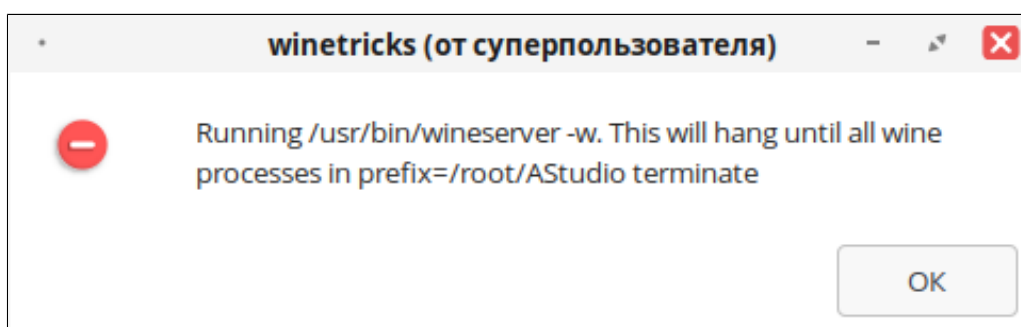 winetricks (от суперпользователя)
Running /usr/bin/wineserver -w. This will hang until all wine
processes in prefix=/root/AStudio terminate
ОК